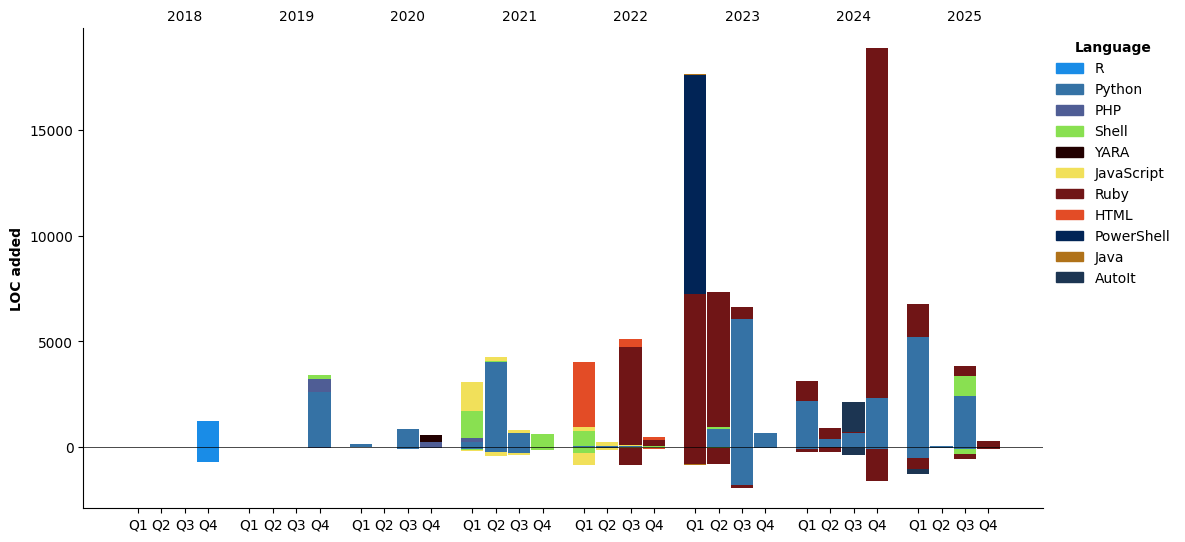 2018 2019 2020 2021 2022 2023 2024 2025
Language
R
Python
PHP
Shell
YARA
JavaScript
Ruby
HTML
PowerShell
Java
AutoIt
LOC added
15000
10000
5000
0
Q1 Q2 Q3 Q4 Q1 Q2 Q3 Q4 Q1 Q2 Q3 Q4 Q1 Q2 Q3 Q4 Q1 Q2 Q3 Q4 Q1 Q2 Q3 Q4 Q1 Q2 Q3 Q4 Q1 Q2 Q3 Q4